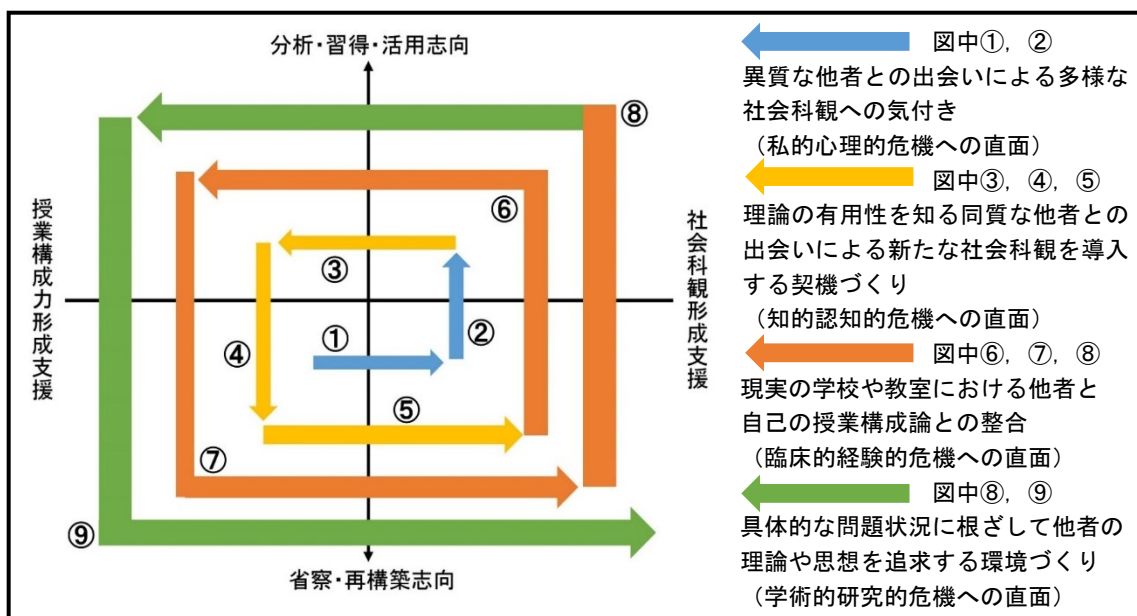 分析・習得・活用志向
授業構成力形成支援
社会科観形成支援
省察・再構築志向
①
②
③
④
⑤
⑥
⑦
⑧
⑨
図中①，②
異質な他者との出会いによる多様な
社会科観への気付き
（私的心理的危機への直面）
図中③，④，⑤
理論の有用性を知る同質な他者との
出会いによる新たな社会科観を導入
する契機づくり
（知的認知的危機への直面）
図中⑥，⑦，⑧
現実の学校や教室における他者と
自己の授業構成論との整合
（臨床的経験的危機への直面）
図中⑧，⑨
具体的な問題状況に根ざして他者の
理論や思想を追求する環境づくり
（学術的研究的危機への直面）